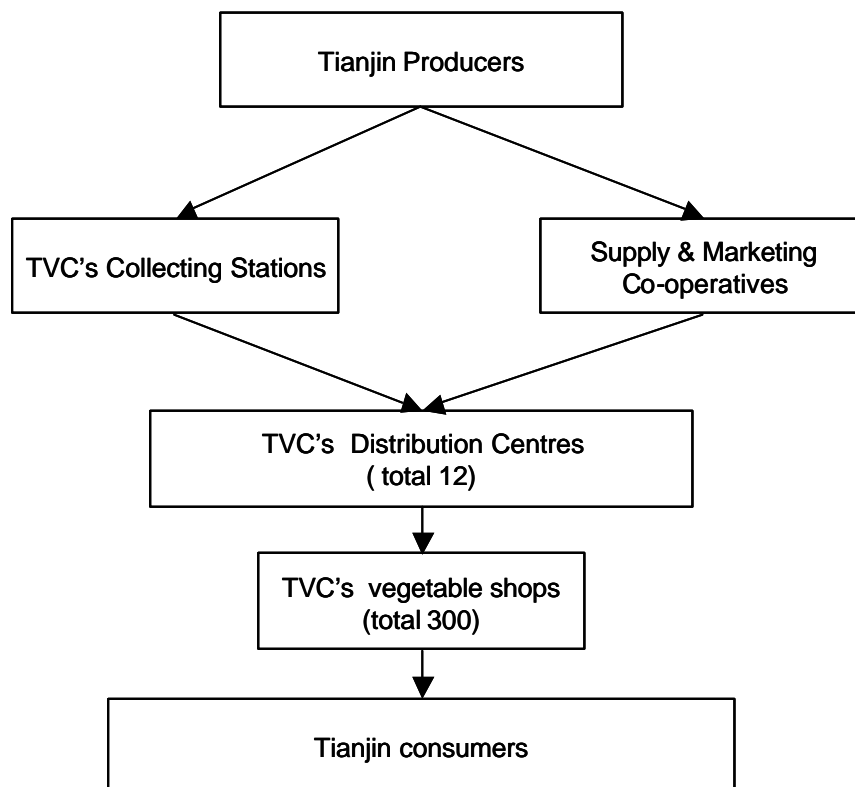 Tianjin Producers
TVC’s Collecting Stations
Supply & Marketing
Co-operatives
TVC’s Distribution Centres
( total 12)
TVC’s vegetable shops
(total 300)
Tianjin consumers